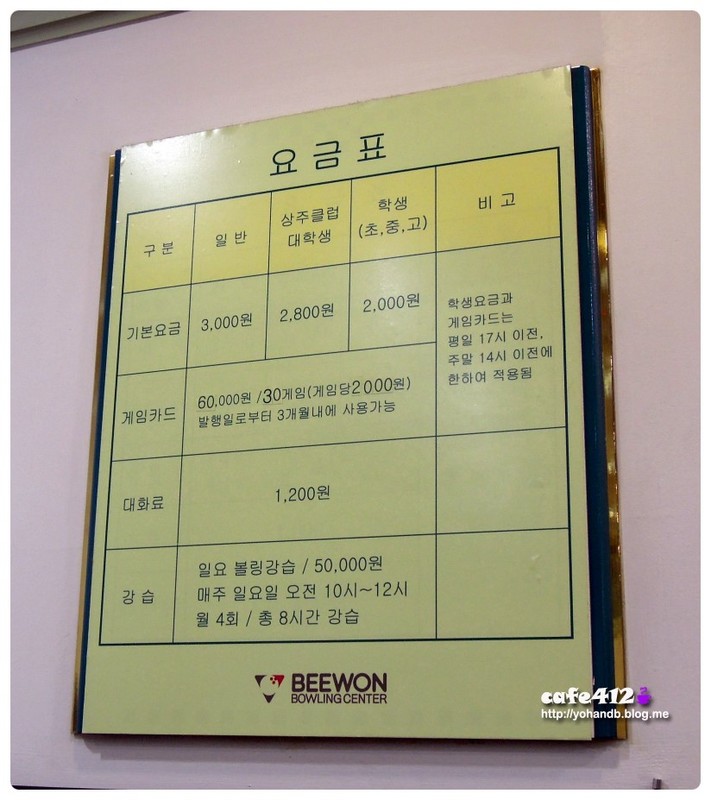 요금표
구분 일반 상주클럽 대학생 학생 (초,중,고) 비고
기본요금 3,000원 2,800원 2,000원
학생요금과
게임카드는
평일 17시 이전,
주말 14시 이전에
한하여 적용됨
게임카드 60,000원 /30게임(게임당2000원)
발행일로부터 3개월내에 사용가능
대화료 1,200원
강습
일요 볼링강습 / 50,000원
매주 일요일 오전 10시~12시
월 4회 / 총 8시간 강습
BEEWON
BOWLING CENTER
cafe412
http://yohandb.blog.me